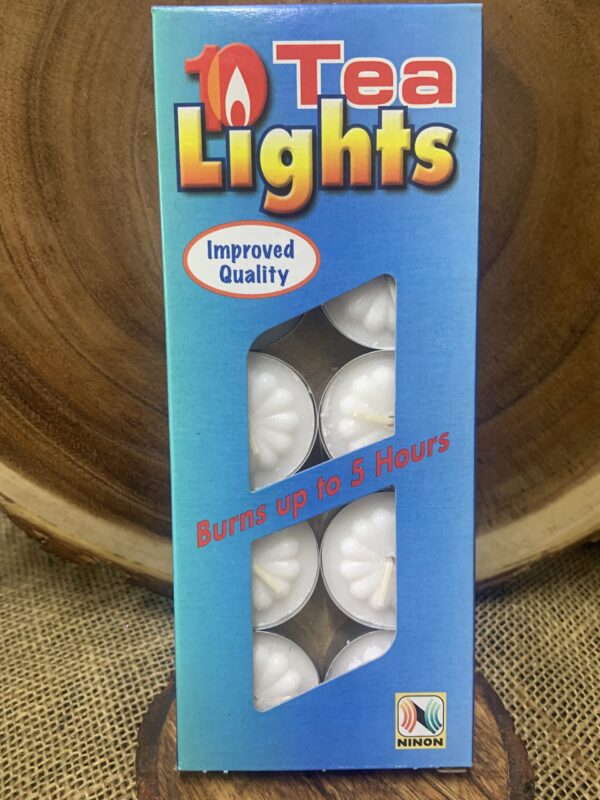 10 Tea
Lights
Improved
Quality
Burns up to 5 Hours
NINON